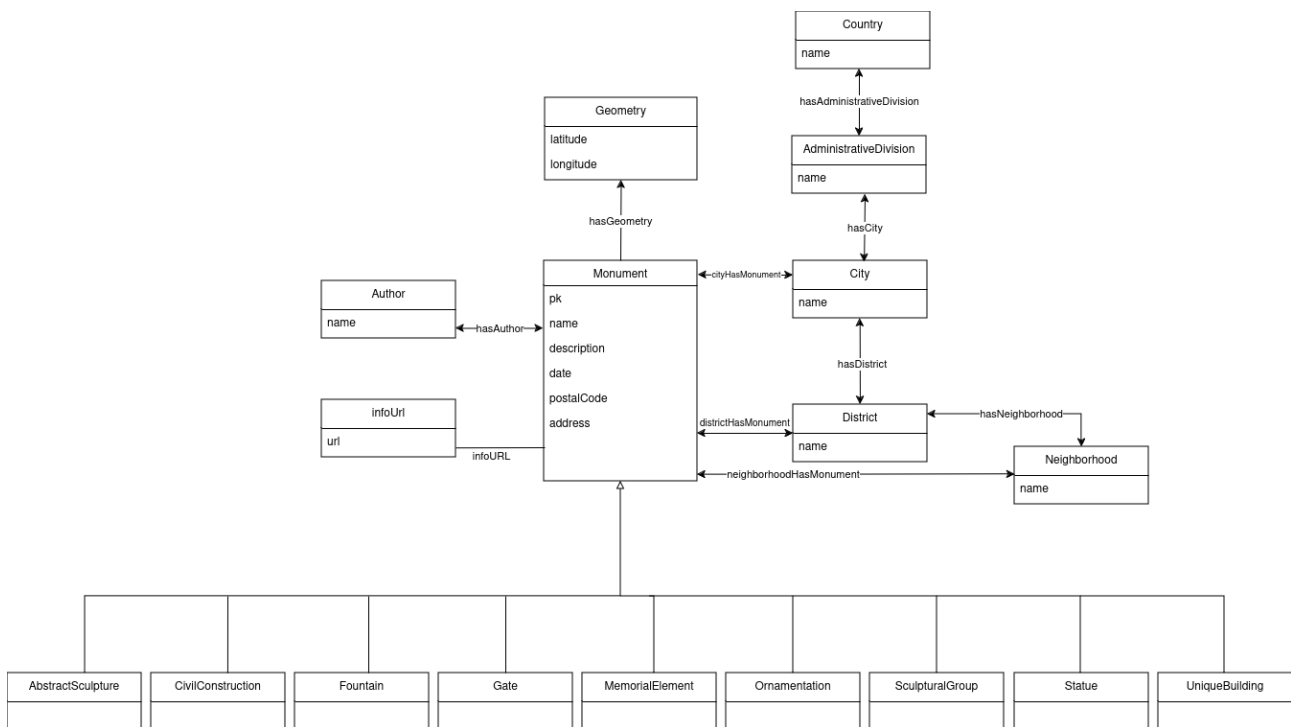 Country
name
hasAdministrativeDivision
Geometry
latitude
longitude
AdministrativeDivision
name
hasGeometry
hasCity
Monument
pk
name
description
date
postalCode
address
cityHasMonument
City
name
Author
name
hasAuthor
hasDistrict
infoUrl
url
infoURL
districtHasMonument
District
name
hasNeighborhood
neighborhoodHasMonument
Neighborhood
name
AbstractSculpture
CivilConstruction
Fountain
Gate
MemorialElement
Ornamentation
SculpturalGroup
Statue
UniqueBuilding